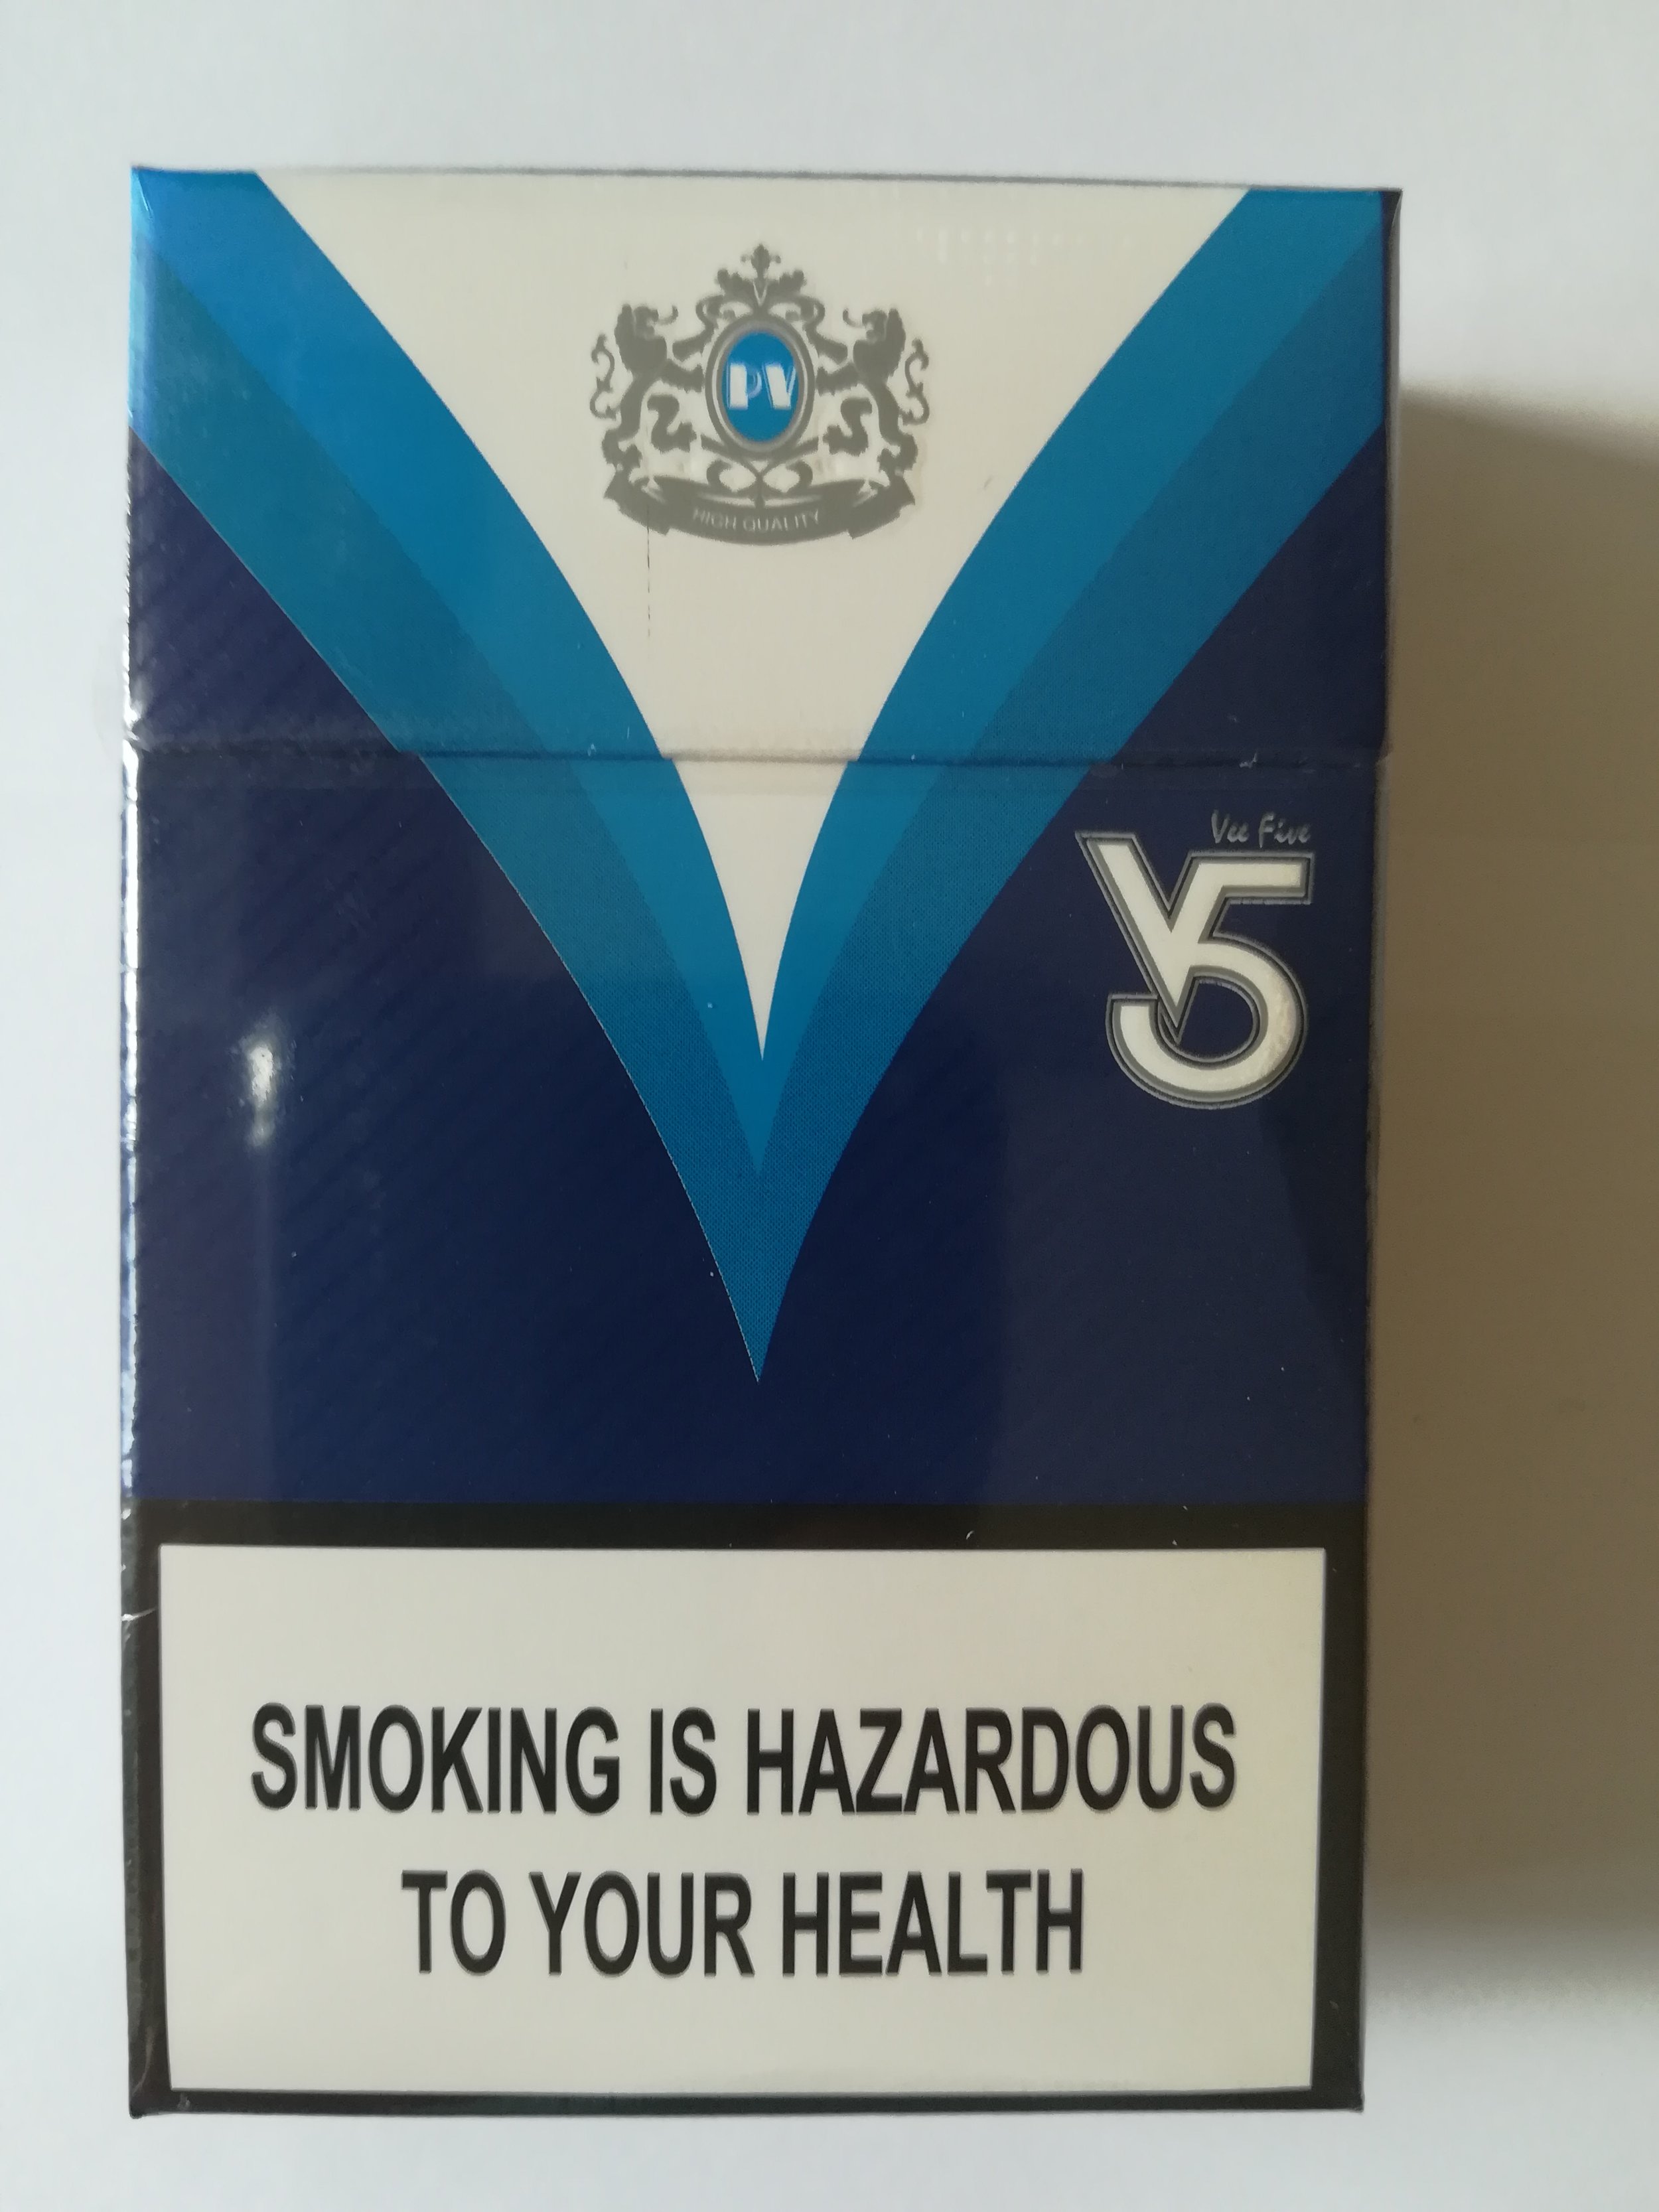 PV
HIGH QUALITY
Vee Five
V5
SMOKING IS HAZARDOUS
TO YOUR HEALTH